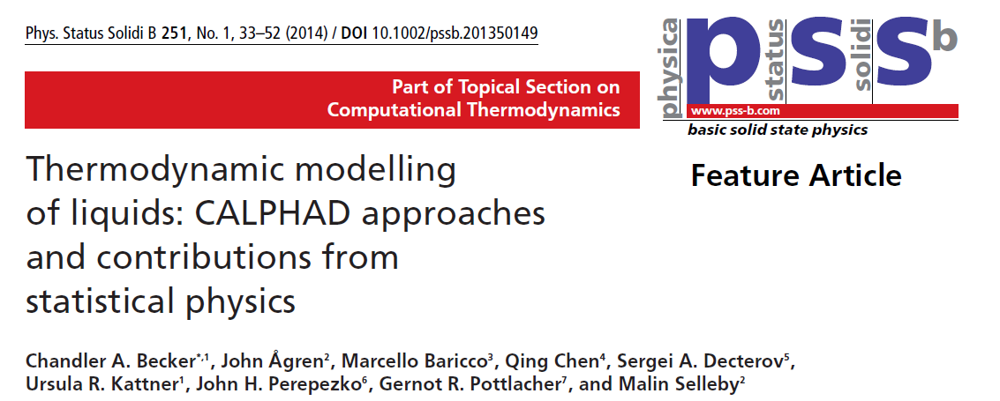 Phys. Status Solidi B 251, No. 1, 33–52 (2014) / DOI 10.1002/pssb.201350149
Part of Topical Section on
Computational Thermodynamics
physica
p
status
s
solidi
s
b
www.pss-b.com
basic solid state physics
Feature Article
Thermodynamic modelling
of liquids: CALPHAD approaches
and contributions from
statistical physics
Chandler A. Becker*,1, John Ågren2, Marcello Baricco3, Qing Chen4, Sergei A. Decterov5,
Ursula R. Kattner1, John H. Perepezko6, Gernot R. Pottlacher7, and Malin Selleby2